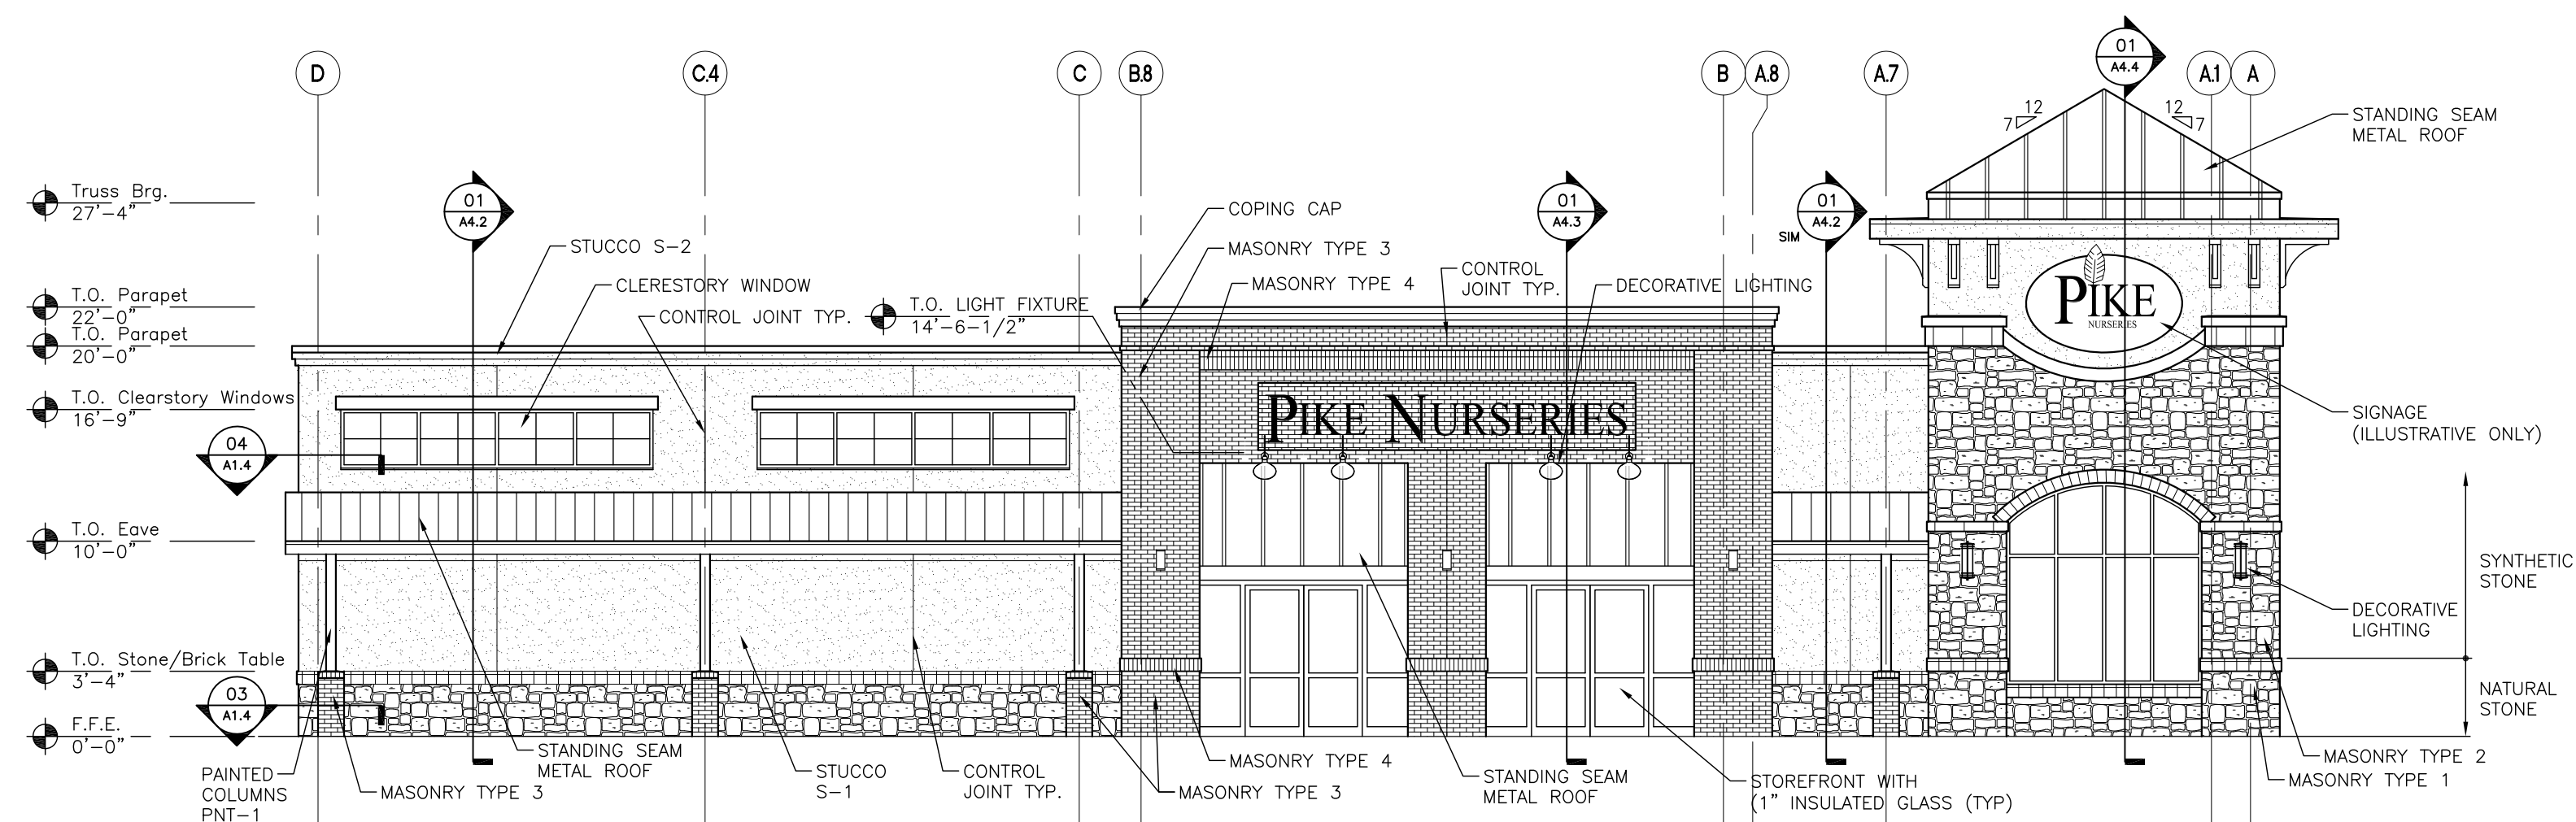 D
C.4
C
B.8
B
A.8
A.7
01
A4.4
A.1
A
12
7
12
7
STANDING SEAM
METAL ROOF
Truss Brg.
27'-4"
01
A4.2
COPING CAP
01
A4.3
01
A4.2
SIM
STUCCO S-2
MASONRY TYPE 3
CLERESTORY WINDOW
MASONRY TYPE 4
CONTROL
JOINT TYP.
DECORATIVE LIGHTING
PIKE
NURSERIES
T.O. Parapet
22'-0"
CONTROL JOINT TYP.
T.O. LIGHT FIXTURE
14'-6-1/2"
T.O. Parapet
20'-0"
T.O. Clearstory Windows
16'-9"
PIKE NURSERIES
SIGNAGE
(ILLUSTRATIVE ONLY)
04
A1.4
T.O. Eave
10'-0"
SYNTHETIC
STONE
DECORATIVE
LIGHTING
T.O. Stone/Brick Table
3'-4"
03
A1.4
NATURAL
STONE
F.F.E.
0'-0"
PAINTED
COLUMNS
PNT-1
MASONRY TYPE 3
STANDING SEAM
METAL ROOF
STUCCO
S-1
CONTROL
JOINT TYP.
MASONRY TYPE 4
MASONRY TYPE 3
STANDING SEAM
METAL ROOF
STOREFRONT WITH
(1" INSULATED GLASS (TYP)
MASONRY TYPE 2
MASONRY TYPE 1